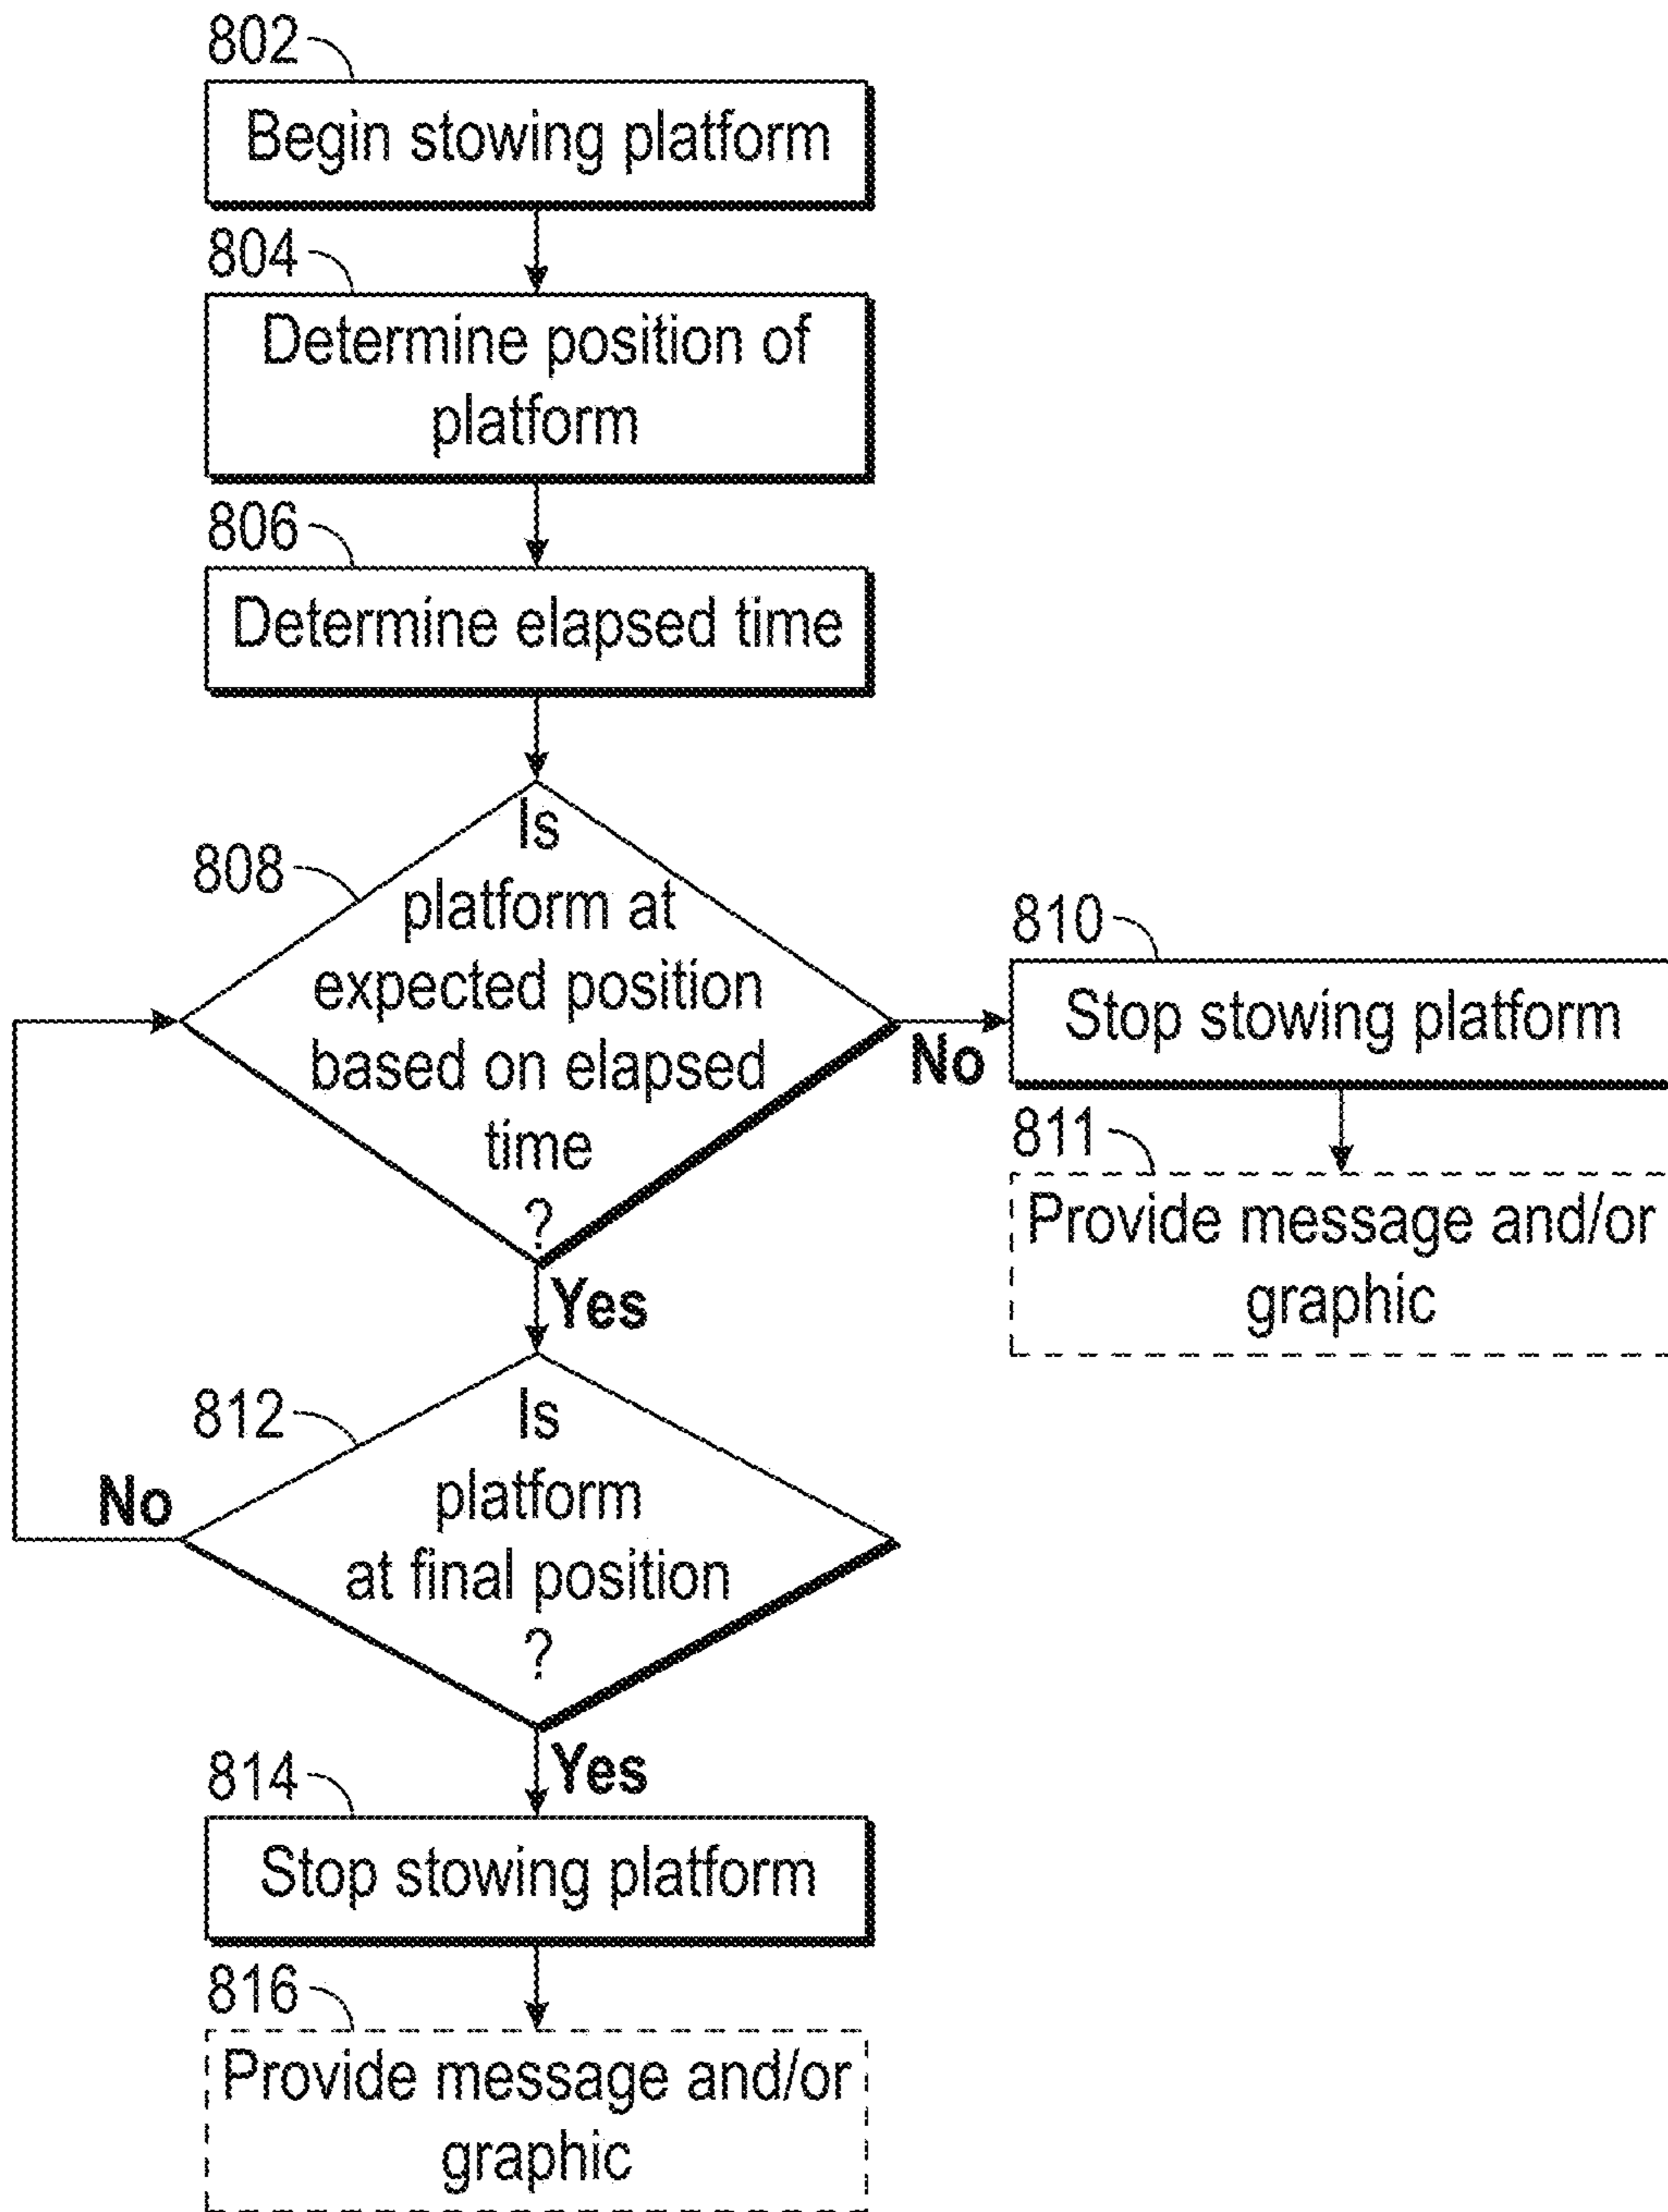 802
Begin stowing platform
804
Determine position of
platform
806
Determine elapsed time
808
Is
platform at
expected position
based on elapsed
time
?
No
810
Stop stowing platform
811
Provide message and/or
graphic
Yes
812
Is
platform
at final position
?
No
Yes
814
Stop stowing platform
816
Provide message and/or
graphic